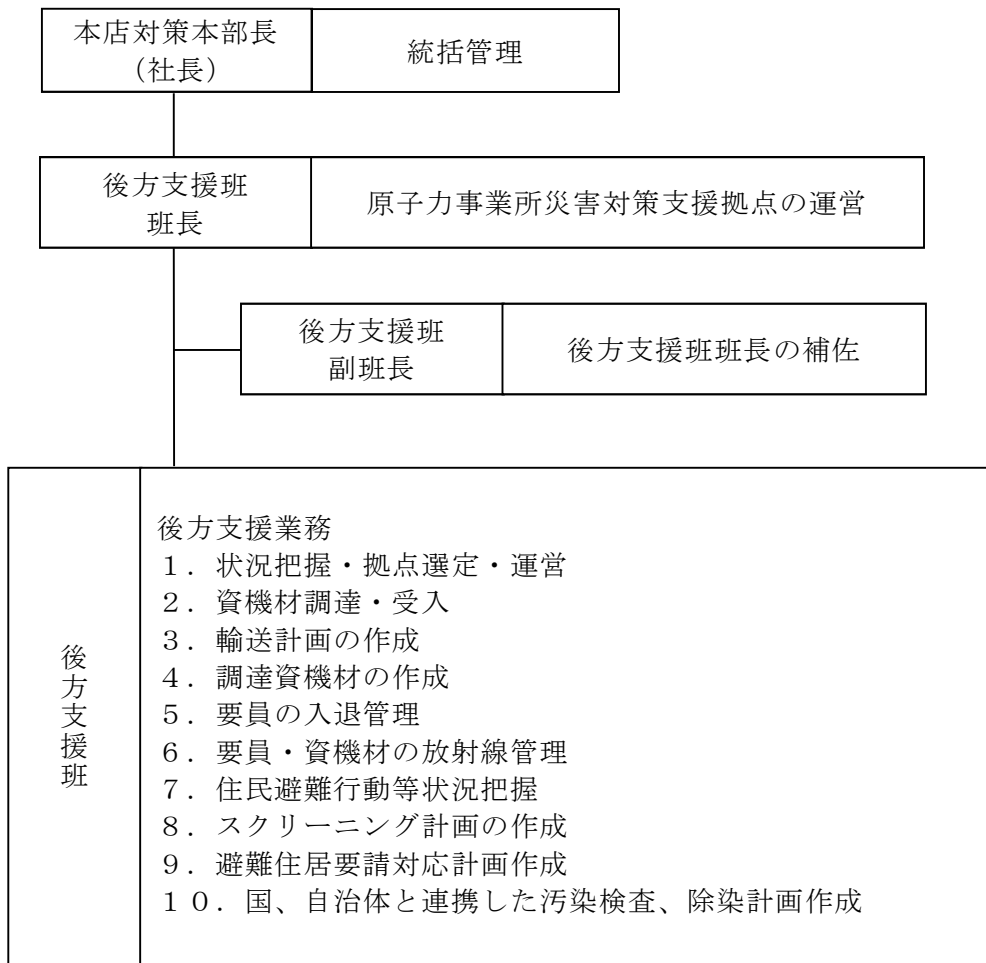 本店対策本部長
（社長）
統括管理
後方支援班
班長
原子力事業所災害対策支援拠点の運営
後方支援班
副班長
後方支援班班長の補佐
後方支援班
後方支援業務
１．状況把握・拠点選定・運営
２．資機材調達・受入
３．輸送計画の作成
４．調達資機材の作成
５．要員の入退管理
６．要員・資機材の放射線管理
７．住民避難行動等状況把握
８．スクリーニング計画の作成
９．避難住居要請対応計画作成
１０．国、自治体と連携した汚染検査、除染計画作成